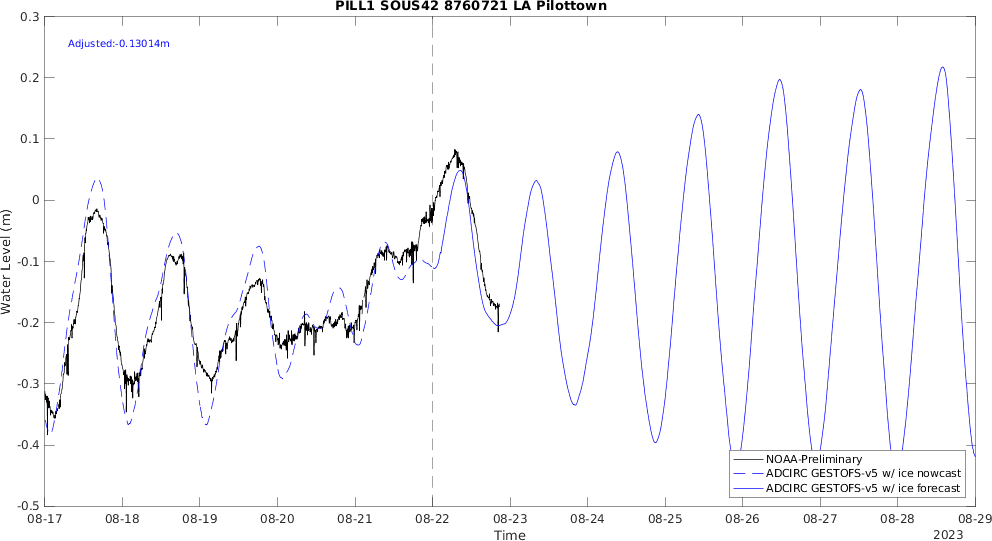 PILL1 SOUS42 8760721 LA Pilottown
Adjusted:-0.13014m
0.3
0.2
0.1
0
-0.1
-0.2
-0.3
-0.4
-0.5
Water Level (m)
NOAA-Preliminary
ADCIRC GESTOFS-v5 w/ ice nowcast
ADCIRC GESTOFS-v5 w/ ice forecast
08-17 08-18 08-19 08-20 08-21 08-22 08-23 08-24 08-25 08-26 08-27 08-28 08-29
Time
2023